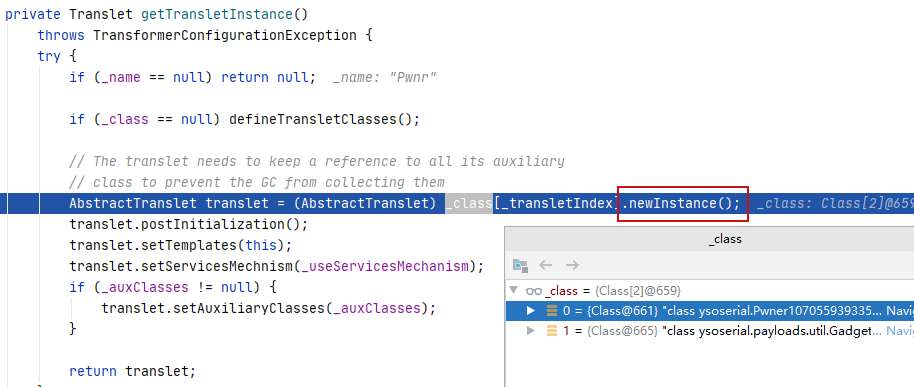 private Translet getTransletInstance()
throws TransformerConfigurationException {
try {
if (_name == null) return null;  _name: "Pwnr"
if (_class == null) defineTransletClasses();
// The translet needs to keep a reference to all its auxiliary
// class to prevent the GC from collecting them
AbstractTranslet translet = (AbstractTranslet) _class[_transletIndex].newInstance();  _class: Class[2]@659
translet.postInitialization();
translet.setTemplates(this);
translet.setServicesMechnism(_useServicesMechanism);
if (_auxClasses != null) {
translet.setAuxiliaryClasses(_auxClasses);
}
return translet;
_class
_class = {Class[2]@659}
0 = {Class@661} "class ysoserial.Pwner107055939335... Navig
1 = {Class@665} "class ysoserial.payloads.util.Gadget... Navig